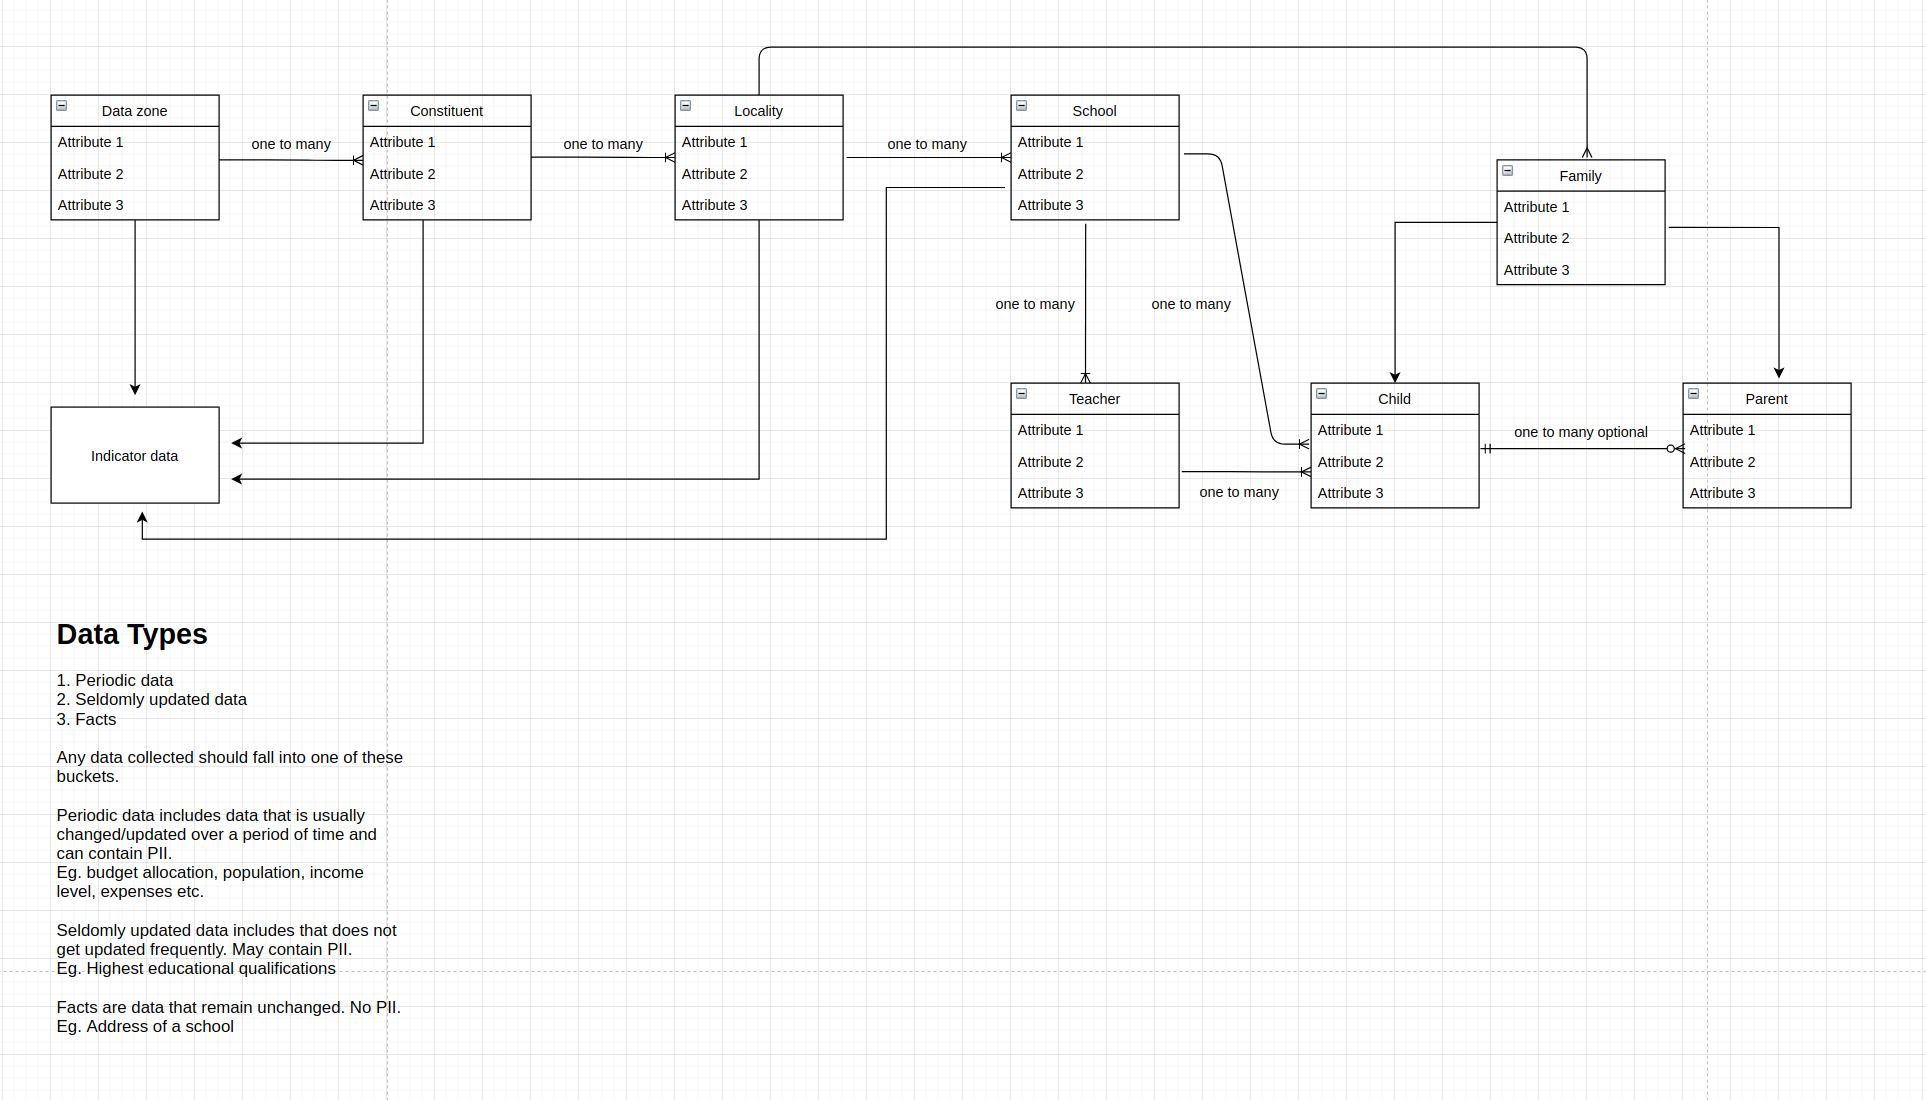 Data zone
Attribute 1
Attribute 2
Attribute 3
one to many
Constituent
Attribute 1
Attribute 2
Attribute 3
one to many
Locality
Attribute 1
Attribute 2
Attribute 3
one to many
School
Attribute 1
Attribute 2
Attribute 3
Family
Attribute 1
Attribute 2
Attribute 3
one to many
one to many
Indicator data
Teacher
Attribute 1
Attribute 2
Attribute 3
one to many
Child
Attribute 1
Attribute 2
Attribute 3
one to many optional
Parent
Attribute 1
Attribute 2
Attribute 3
Data Types
1. Periodic data
2. Seldomly updated data
3. Facts
Any data collected should fall into one of these
buckets.
Periodic data includes data that is usually
changed/updated over a period of time and
can contain PII.
Eg. budget allocation, population, income
level, expenses etc.
Seldomly updated data includes that does not
get updated frequently. May contain PII.
Eg. Highest educational qualifications
Facts are data that remain unchanged. No PII.
Eg. Address of a school